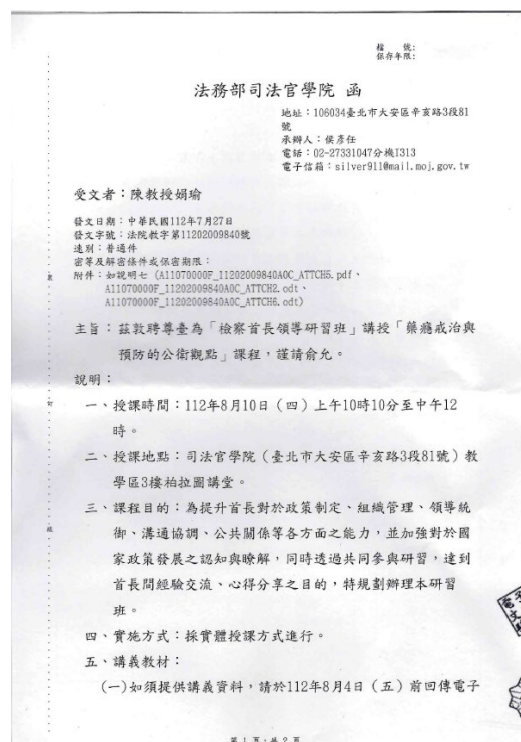 檔　　號:
保存年限:
法務部司法官學院 函
地址：106034臺北市大安區辛亥路3段81
號
承辦人：侯彥任
電話：02-27331047分機1313
電子信箱：silver911@mail.moj.gov.tw
受文者：陳教授娟瑜
發文日期：中華民國112年7月27日
發文字號：法院教字第11202009840號
速別：普通件
密等及解密條件或保密期限：
附件：如說明七 (A11070000F_11202009840A0C_ATTCH5.pdf、
A11070000F_11202009840A0C_ATTCH2.odt、
A11070000F_11202009840A0C_ATTCH6.odt)
主旨：茲敦聘尊臺為「檢察首長領導研習班」講授「藥癮戒治與
預防的公衛觀點」課程，謹請俞允。
說明：
一、授課時間：112年8月10日（四）上午10時10分至中午12
時。
二、授課地點：司法官學院（臺北市大安區辛亥路3段81號）教
學區3樓柏拉圖講堂。
三、課程目的：為提升首長對於政策制定、組織管理、領導統
御、溝通協調、公共關係等各方面之能力，並加強對於國
家政策發展之認知與瞭解，同時透過共同參與研習，達到
首長間經驗交流、心得分享之目的，特規劃辦理本研習
班。
四、實施方式：採實體授課方式進行。
五、講義教材：
(一)如須提供講義資料，請於112年8月4日（五）前回傳電子
第 1 頁，共 2 頁
裝
訂
線